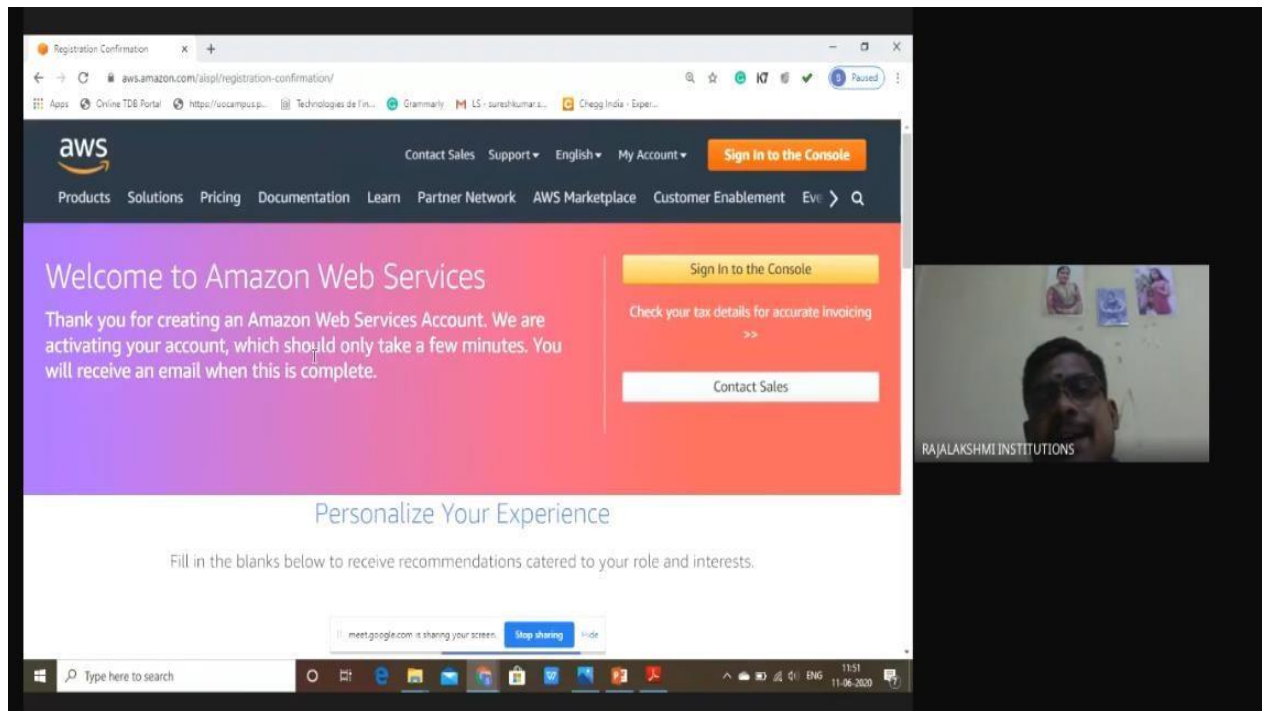 Registration Confirmation
aws.amazon.com/aispl/registration-confirmation/
Paused
Apps Online TDB Portal https://uocampus.p... Technologies de l'in... Grammarly LS - sureshkumar.s... Chegg India - Exper...
aws
Contact Sales Support English My Account Sign In to the Console
Products Solutions Pricing Documentation Learn Partner Network AWS Marketplace Customer Enablement Eve
Welcome to Amazon Web Services
Thank you for creating an Amazon Web Services Account. We are
activating your account, which should only take a few minutes. You
will receive an email when this is complete.
Sign In to the Console
Check your tax details for accurate invoicing
>>
Contact Sales
RAJALAKSHMI INSTITUTIONS
Personalize Your Experience
Fill in the blanks below to receive recommendations catered to your role and interests.
meet.google.com is sharing your screen. Stop sharing Hide
Type here to search
ENG
11:51
11-06-2020